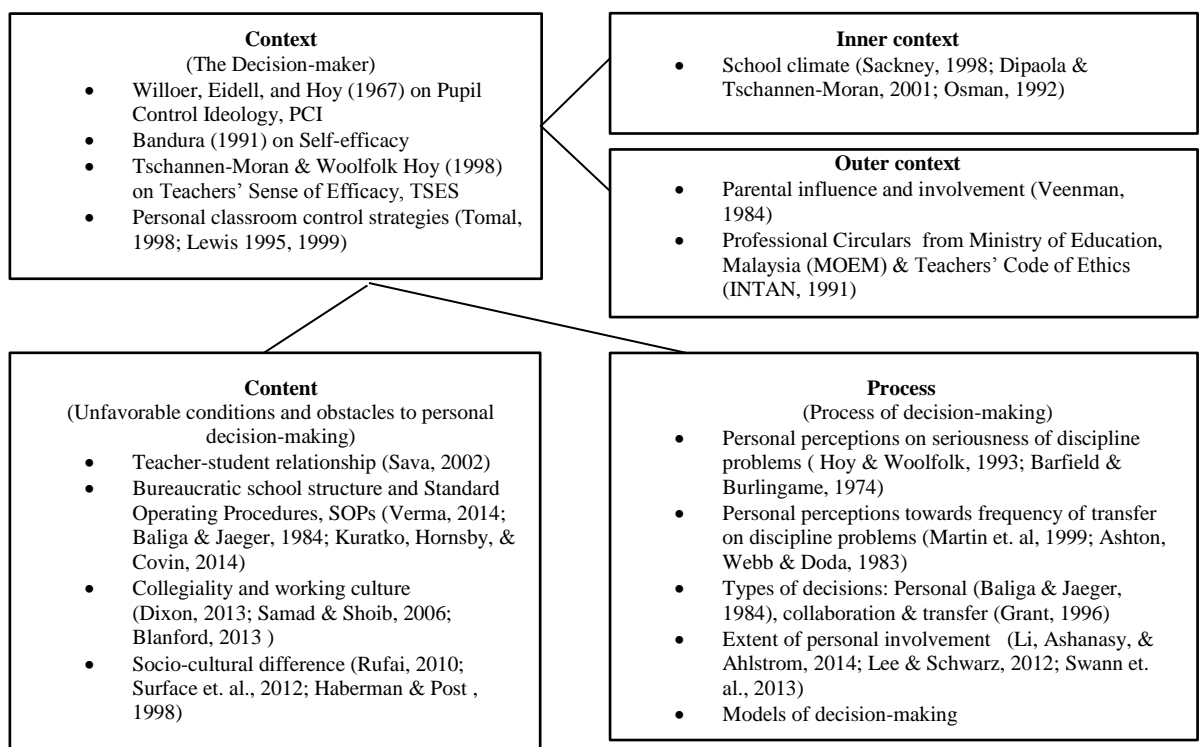 Context
(The Decision-maker)
• Willoer, Eidell, and Hoy (1967) on Pupil
Control Ideology, PCI
• Bandura (1991) on Self-efficacy
• Tschannen-Moran & Woolfolk Hoy (1998)
on Teachers’ Sense of Efficacy, TSES
• Personal classroom control strategies (Tomal,
1998; Lewis 1995, 1999)
Inner context
• School climate (Sackney, 1998; Dipaola &
Tschannen-Moran, 2001; Osman, 1992)
Outer context
• Parental influence and involvement (Veenman,
1984)
• Professional Circulars from Ministry of Education,
Malaysia (MOEM) & Teachers’ Code of Ethics
(INTAN, 1991)
Content
(Unfavorable conditions and obstacles to personal
decision-making)
• Teacher-student relationship (Sava, 2002)
• Bureaucratic school structure and Standard
Operating Procedures, SOPs (Verma, 2014;
Baliga & Jaeger, 1984; Kuratko, Hornsby, &
Covin, 2014)
• Collegiality and working culture
(Dixon, 2013; Samad & Shoib, 2006;
Blanford, 2013 )
• Socio-cultural difference (Rufai, 2010;
Surface et. al., 2012; Haberman & Post ,
1998)
Process
(Process of decision-making)
• Personal perceptions on seriousness of discipline
problems ( Hoy & Woolfolk, 1993; Barfield &
Burlingame, 1974)
• Personal perceptions towards frequency of transfer
on discipline problems (Martin et. al, 1999; Ashton,
Webb & Doda, 1983)
• Types of decisions: Personal (Baliga & Jaeger,
1984), collaboration & transfer (Grant, 1996)
• Extent of personal involvement (Li, Ashanasy, &
Ahlstrom, 2014; Lee & Schwarz, 2012; Swann et.
al., 2013)
• Models of decision-making